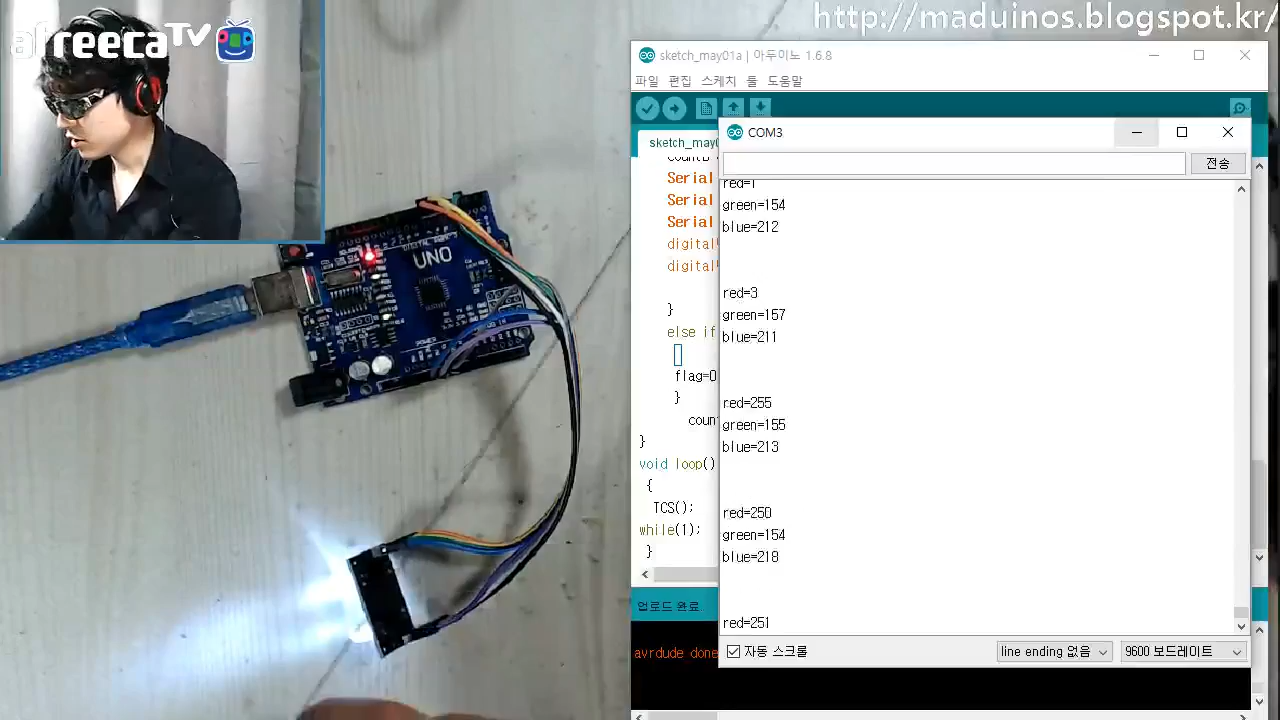 afreecaTV
http://maduinos.blogspot.kr/
sketch_may01a | 아두이노 1.6.8
파일 편집 스케치 툴 도움말
sketch_may0
COM3
전송
Serial
Serial
Serial
digital
digital
}
else if
flag=0
}
coun
}
void loop()
{
TCS();
while(1);
}
red=1
green=154
blue=212
red=3
green=157
blue=211
red=255
green=155
blue=213
red=250
green=154
blue=218
red=251
자동 스크롤
line ending 없음
9600 보드레이트
업로드 완료
avrdude done
UNO
POWER